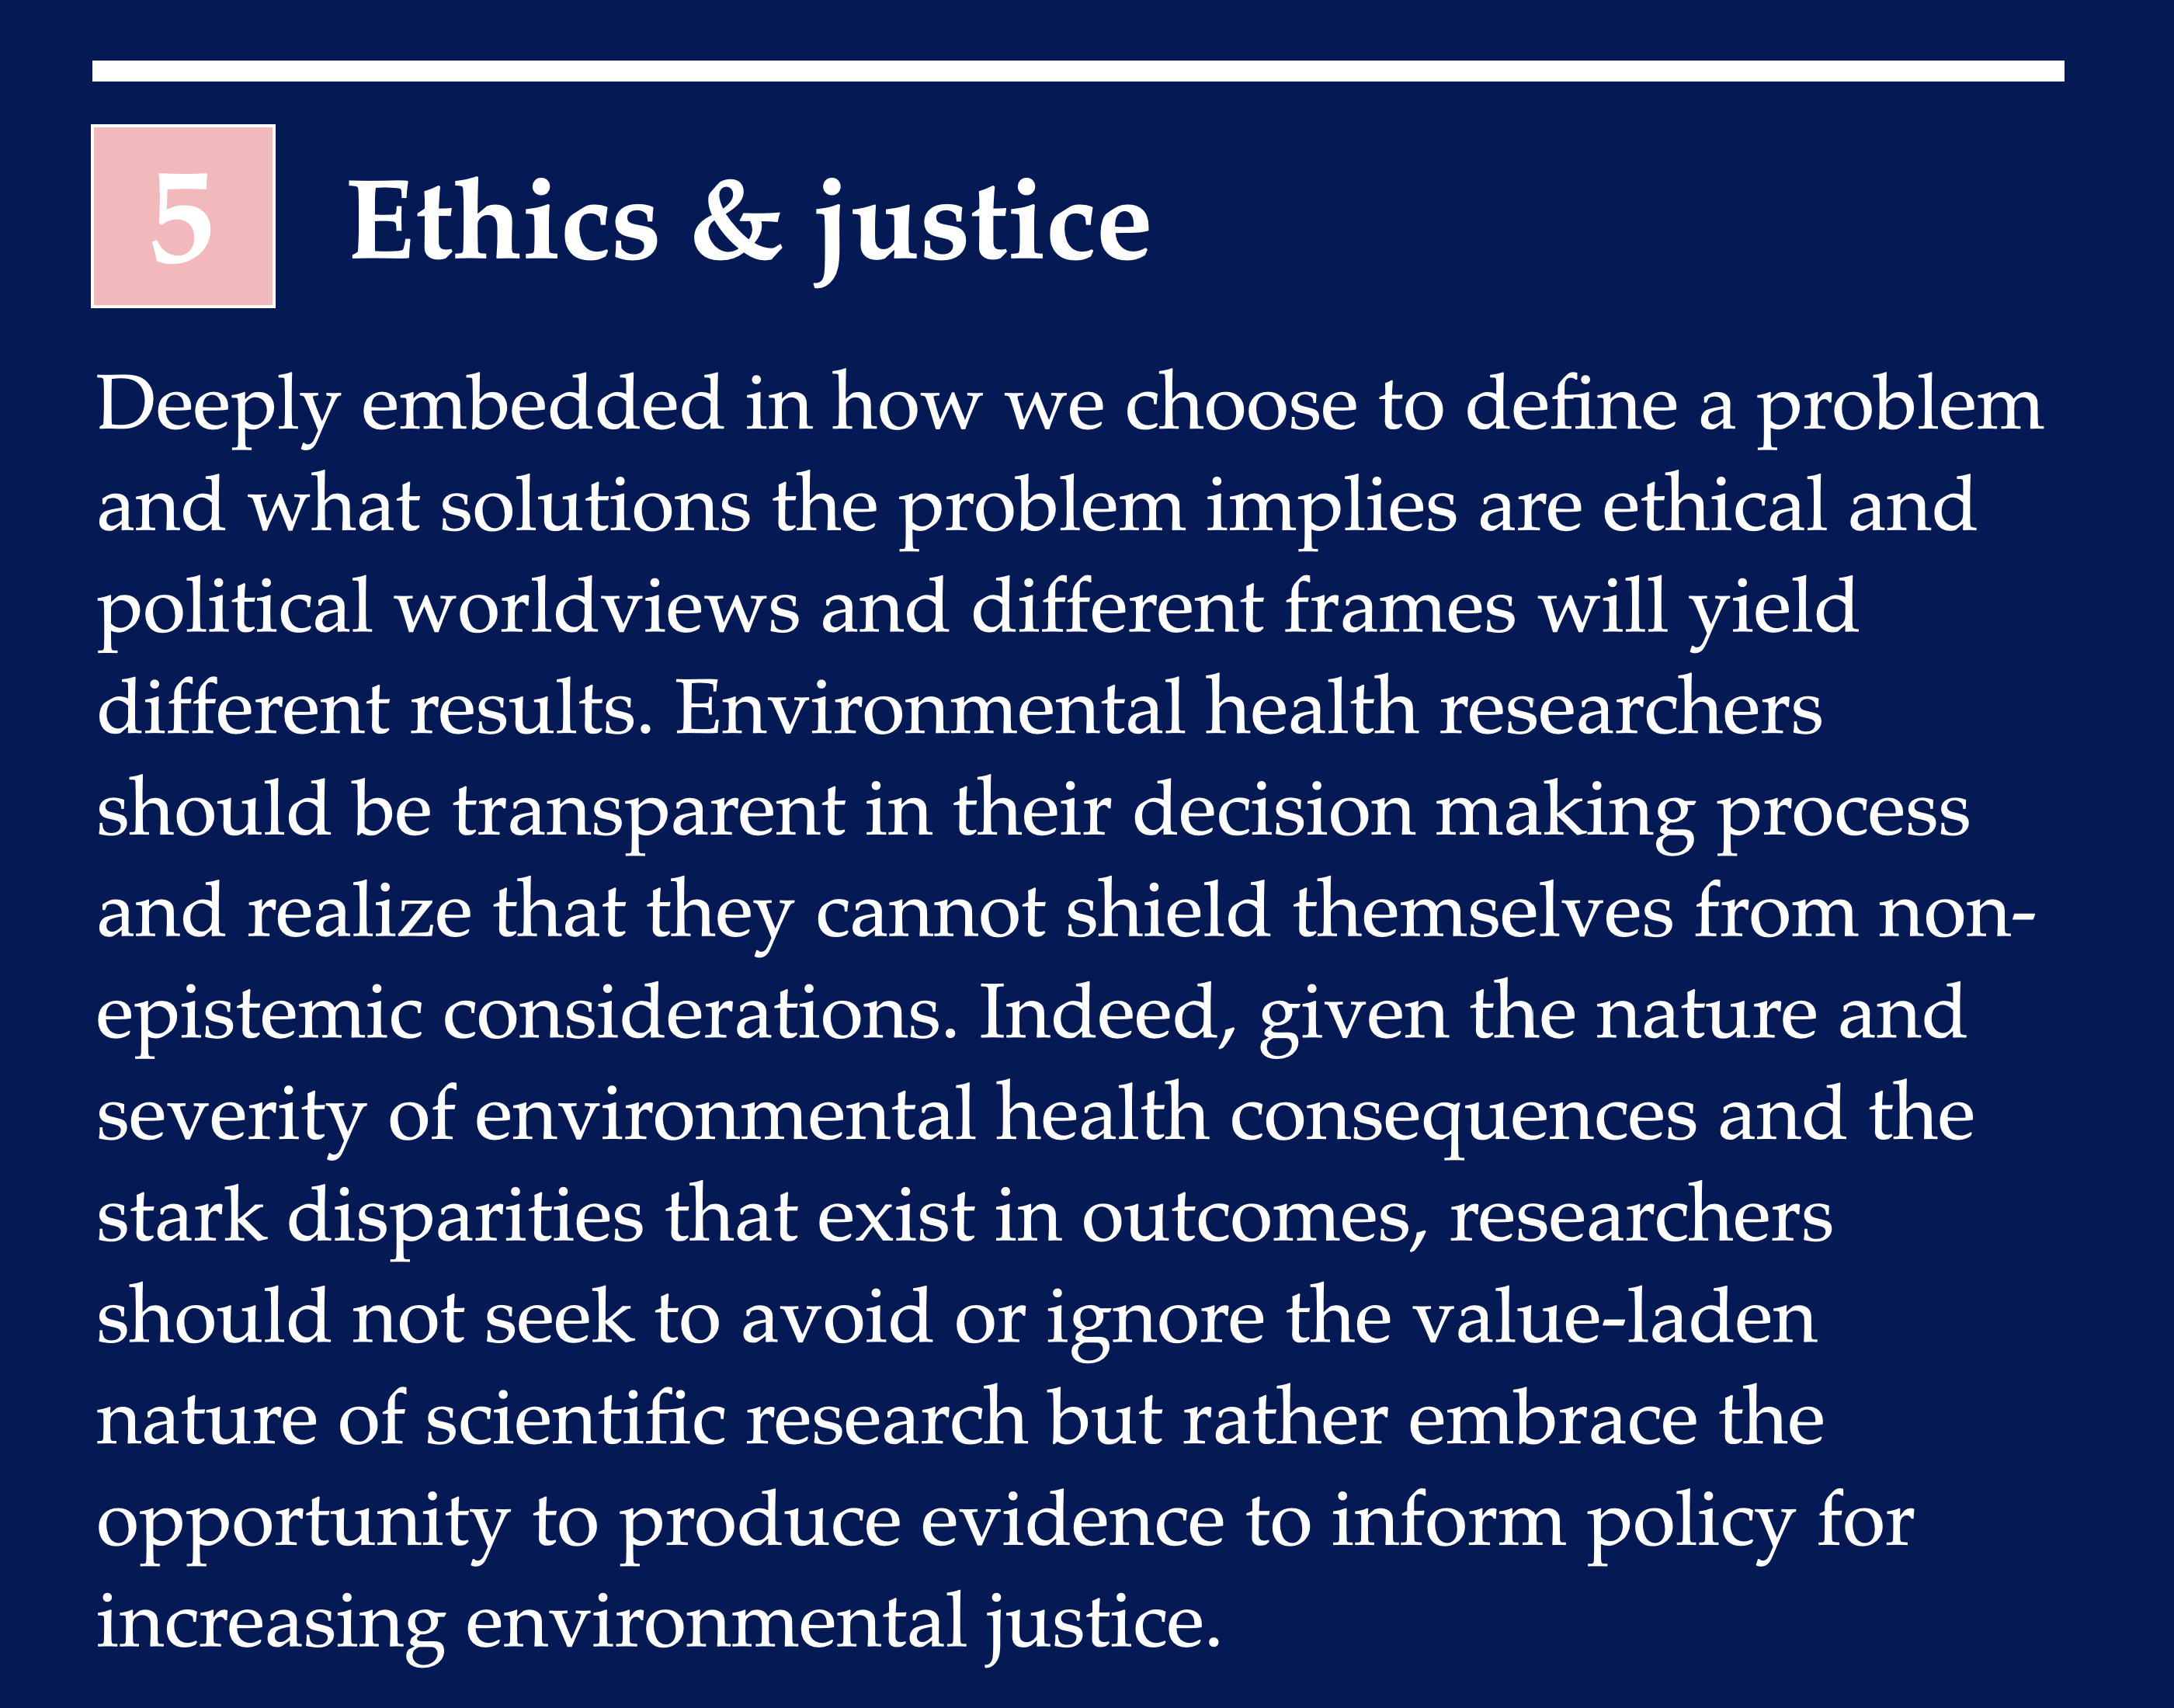 5 Ethics & justice
Deeply embedded in how we choose to define a problem
and what solutions the problem implies are ethical and
political worldviews and different frames will yield
different results. Environmental health researchers
should be transparent in their decision making process
and realize that they cannot shield themselves from non-
epistemic considerations. Indeed, given the nature and
severity of environmental health consequences and the
stark disparities that exist in outcomes, researchers
should not seek to avoid or ignore the value-laden
nature of scientific research but rather embrace the
opportunity to produce evidence to inform policy for
increasing environmental justice.